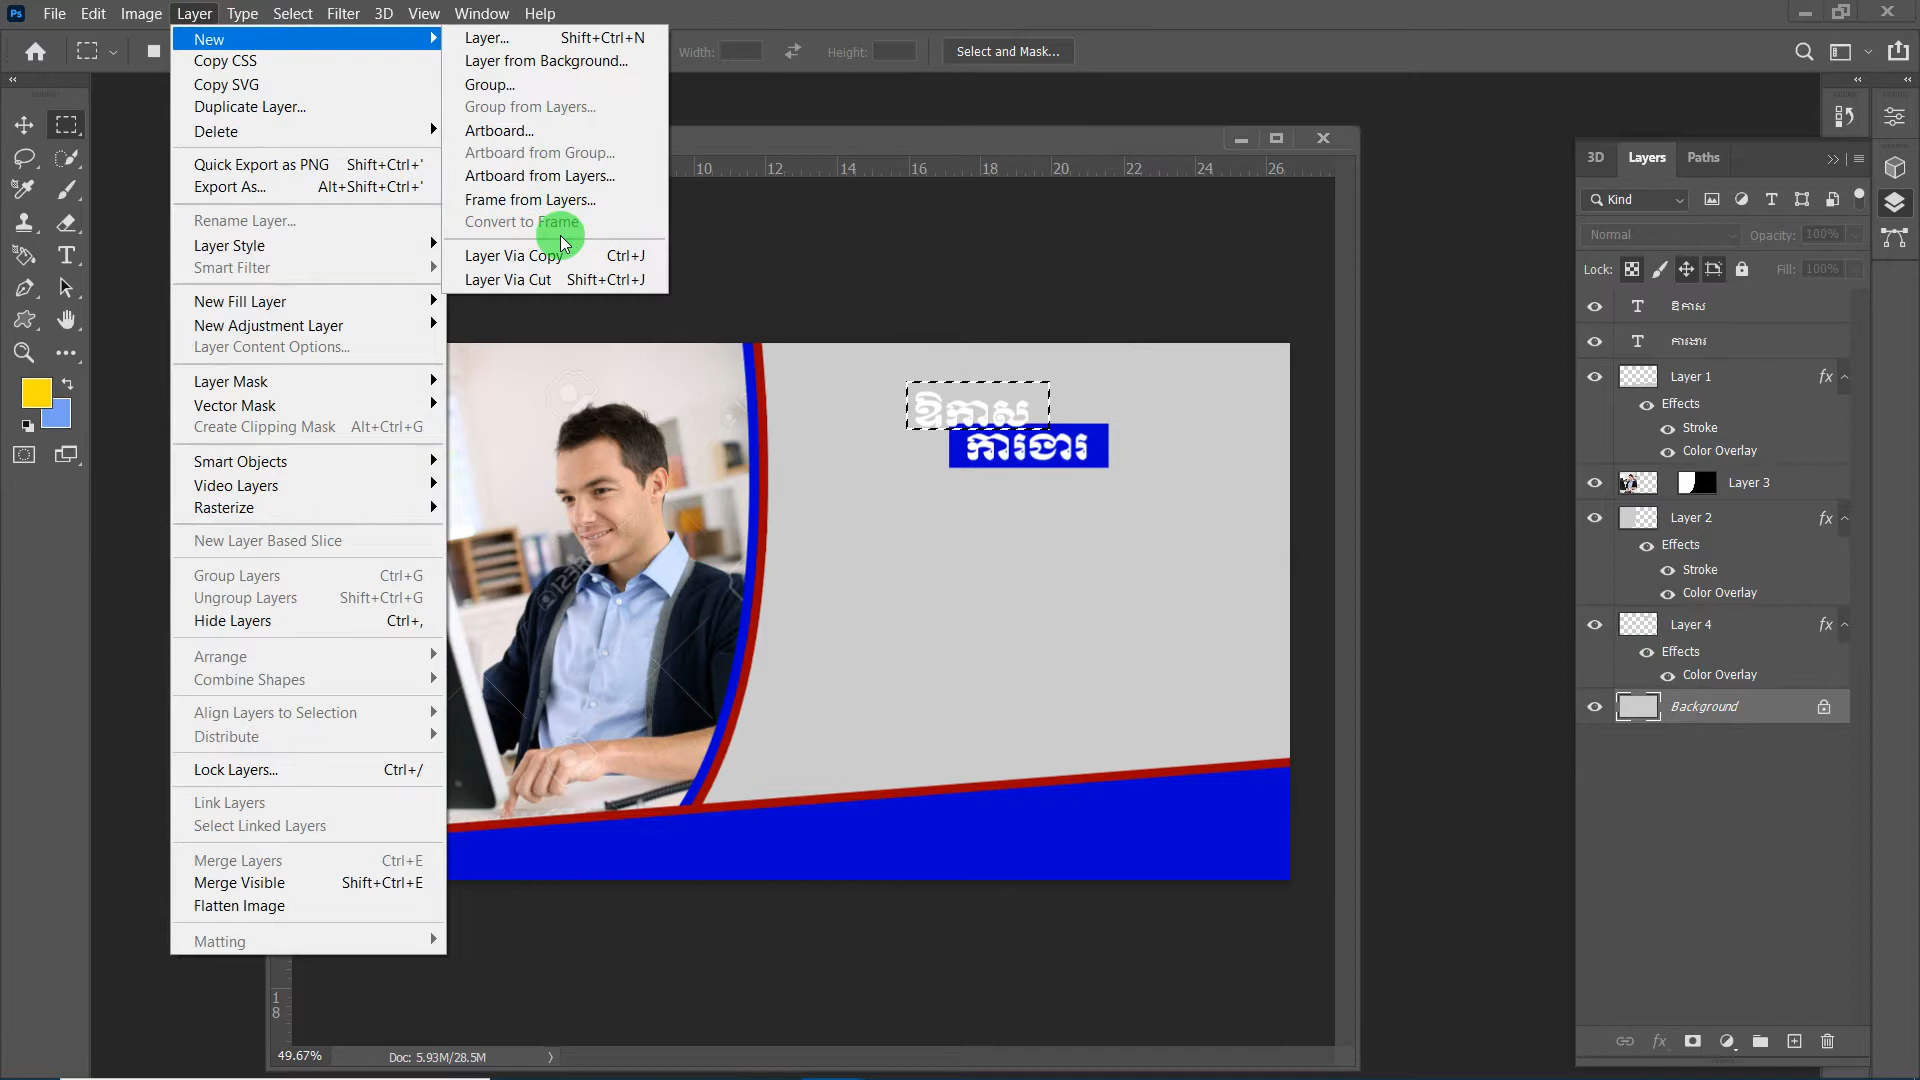 File Edit Image Layer Type Select Filter 3D View Window Help
Width: Height: Select and Mask...
New
Copy CSS
Copy SVG
Duplicate Layer...
Delete
Quick Export as PNG Shift+Ctrl+'
Export As... Alt+Shift+Ctrl+'
Rename Layer...
Layer Style
Smart Filter
New Fill Layer
New Adjustment Layer
Layer Content Options...
Layer Mask
Vector Mask
Create Clipping Mask Alt+Ctrl+G
Smart Objects
Video Layers
Rasterize
New Layer Based Slice
Group Layers Ctrl+G
Ungroup Layers Shift+Ctrl+G
Hide Layers Ctrl+,
Arrange
Combine Shapes
Align Layers to Selection
Distribute
Lock Layers... Ctrl+/
Link Layers
Select Linked Layers
Merge Layers Ctrl+E
Merge Visible Shift+Ctrl+E
Flatten Image
Matting
Layer... Shift+Ctrl+N
Layer from Background...
Group...
Group from Layers...
Artboard...
Artboard from Group...
Artboard from Layers...
Frame from Layers...
Convert to Frame
Layer Via Copy Ctrl+J
Layer Via Cut Shift+Ctrl+J
10 12 14 16 18 20 22 24 26
ឱកាស
ការងារ
18
49.67% Doc: 5.93M/28.5M
3D Layers Paths
Kind
Normal Opacity: 100%
Lock: Fill: 100%
ឱកាស
ការងារ
Layer 1 fx
Effects
Stroke
Color Overlay
Layer 3
Layer 2 fx
Effects
Stroke
Color Overlay
Layer 4 fx
Effects
Color Overlay
Background